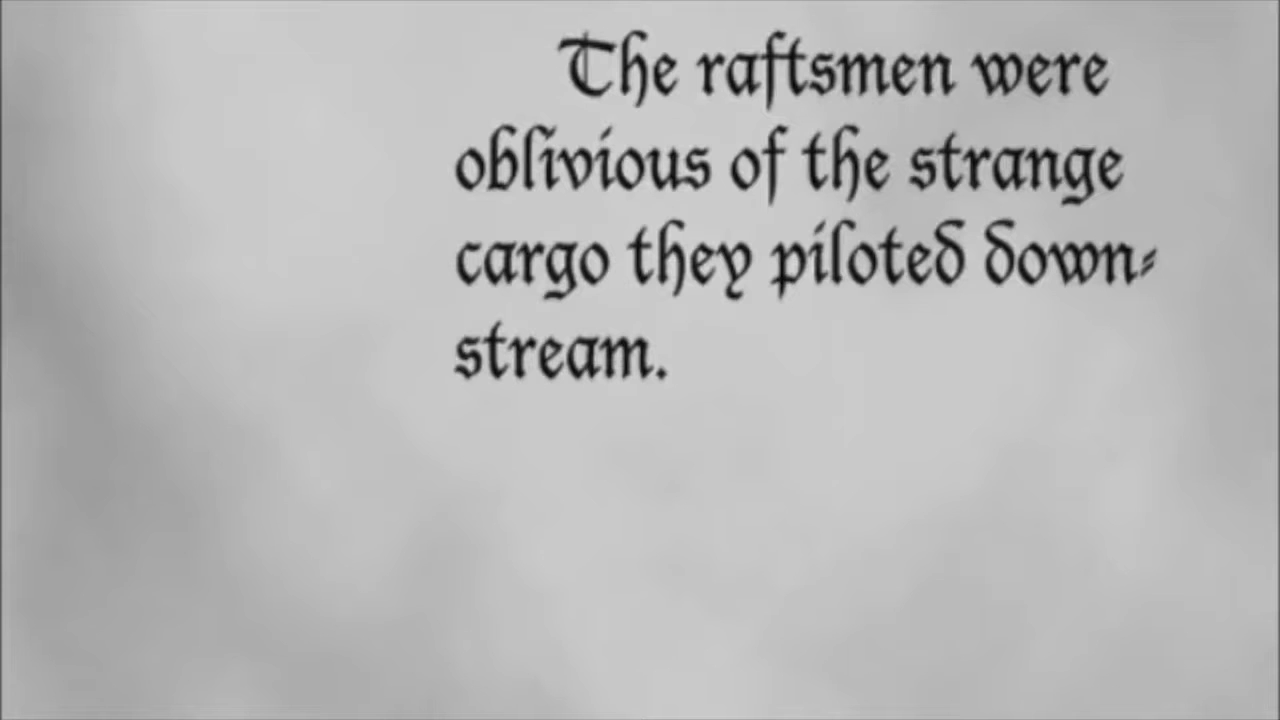 The raftsmen were
oblivious of the strange
cargo they piloted down-
stream.